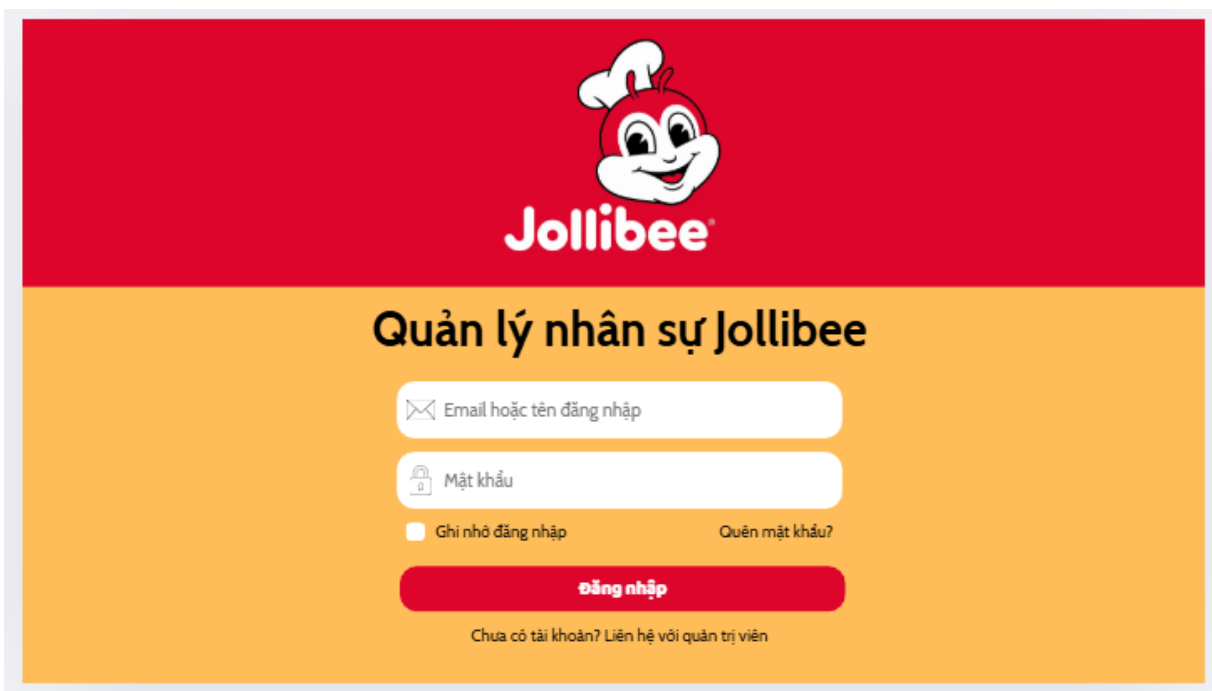 Jollibee
Quản lý nhân sự Jollibee
Email hoặc tên đăng nhập
Mật khẩu
Ghi nhớ đăng nhập Quên mật khẩu?
Đăng nhập
Chưa có tài khoản? Liên hệ với quản trị viên